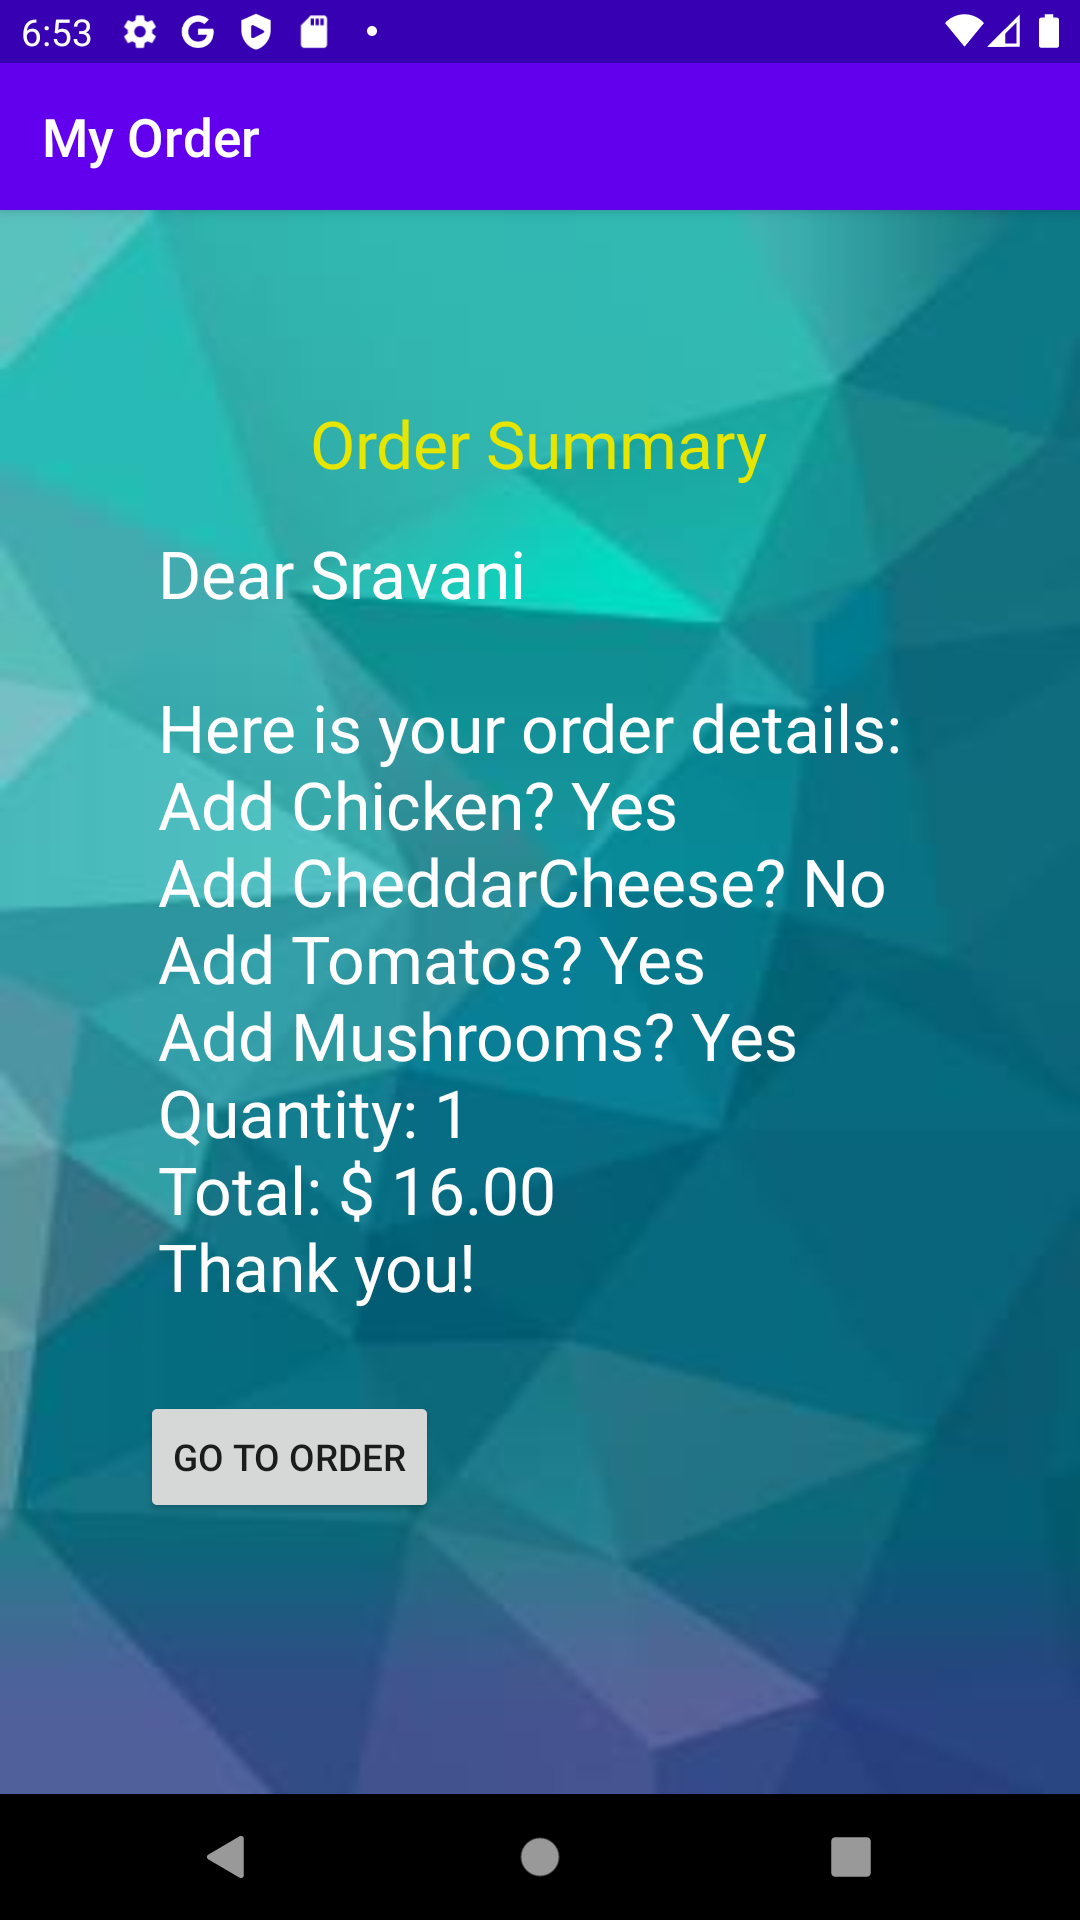 6:53
My Order
Order Summary
Dear Sravani
Here is your order details:
Add Chicken? Yes
Add CheddarCheese? No
Add Tomatos? Yes
Add Mushrooms? Yes
Quantity: 1
Total: $ 16.00
Thank you!
GO TO ORDER